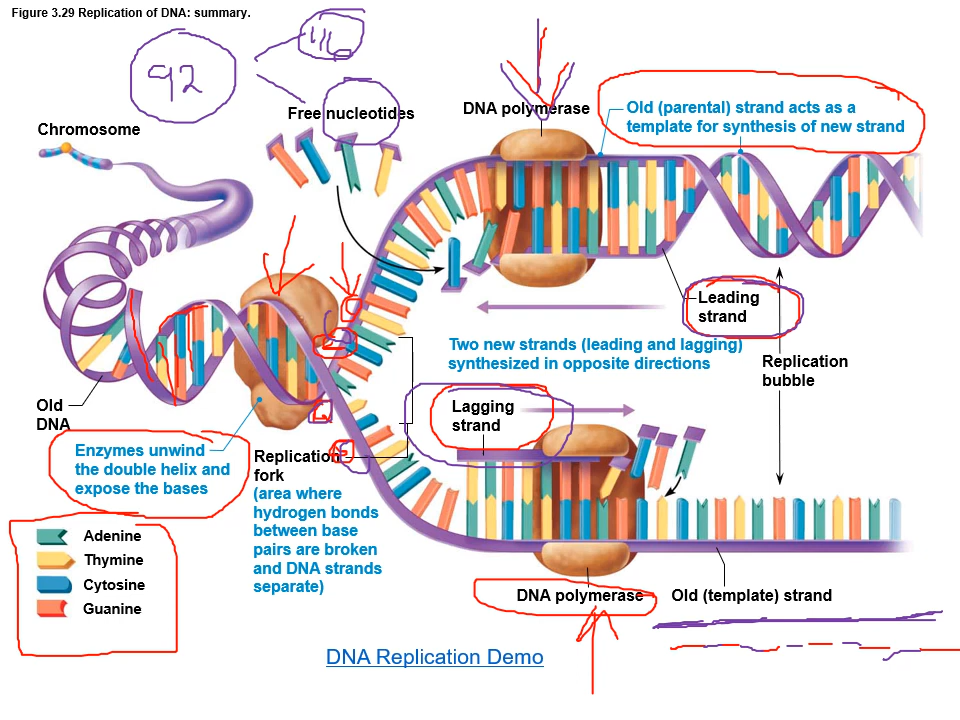 Figure 3.29 Replication of DNA: summary.
92
Free nucleotides
DNA polymerase
Old (parental) strand acts as a
template for synthesis of new strand
Chromosome
Leading
strand
Two new strands (leading and lagging)
synthesized in opposite directions
Replication
bubble
Old
DNA
Lagging
strand
Enzymes unwind
the double helix and
expose the bases
Replication
fork
(area where
hydrogen bonds
between base
pairs are broken
and DNA strands
separate)
Adenine
Thymine
Cytosine
Guanine
DNA polymerase
Old (template) strand
DNA Replication Demo